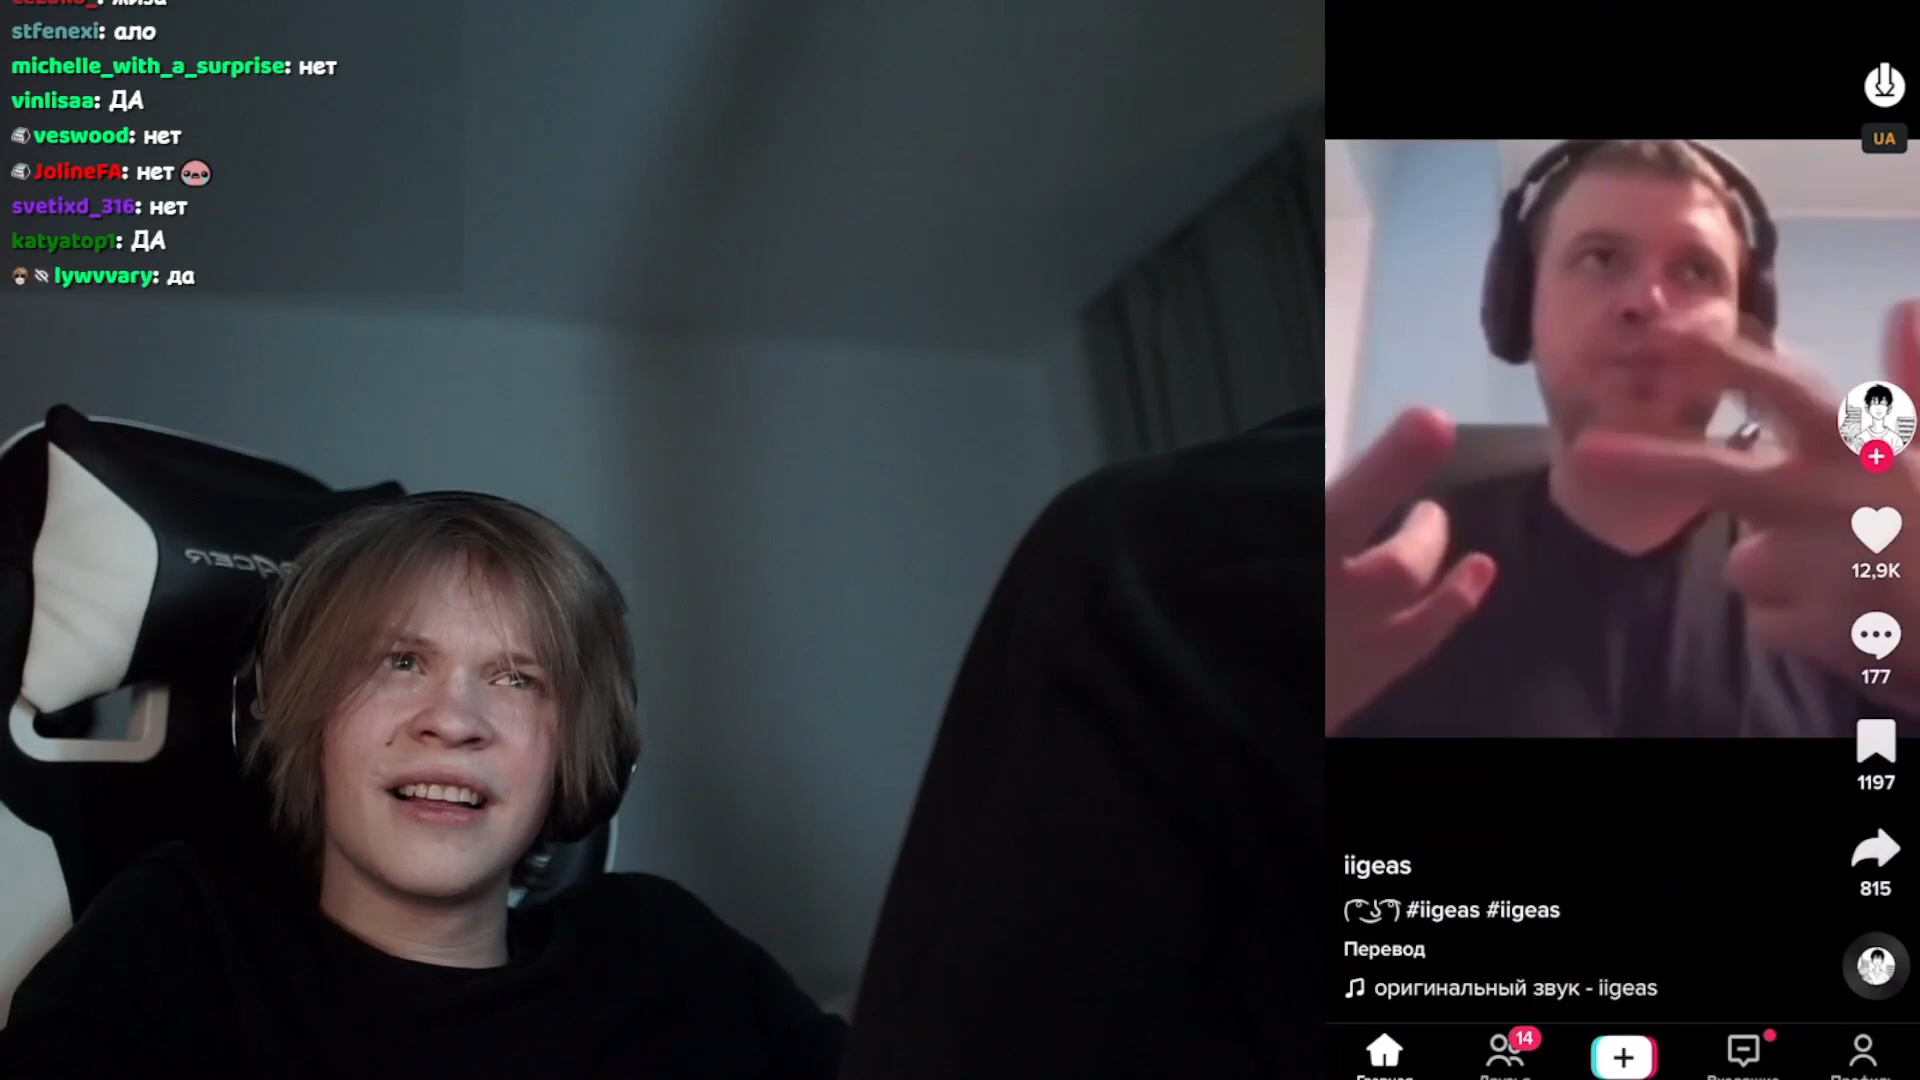 stfenexi: ало
michelle_with_a_surprise: нет
vinlisaa: ДА
veswood: нет
JolineFA: нет
svetixd_316: нет
katyatop1: ДА
lywvvary: да
UA
12,9K
177
1197
815
iigeas
#iigeas #iigeas
Перевод
оригинальный звук - iigeas
14